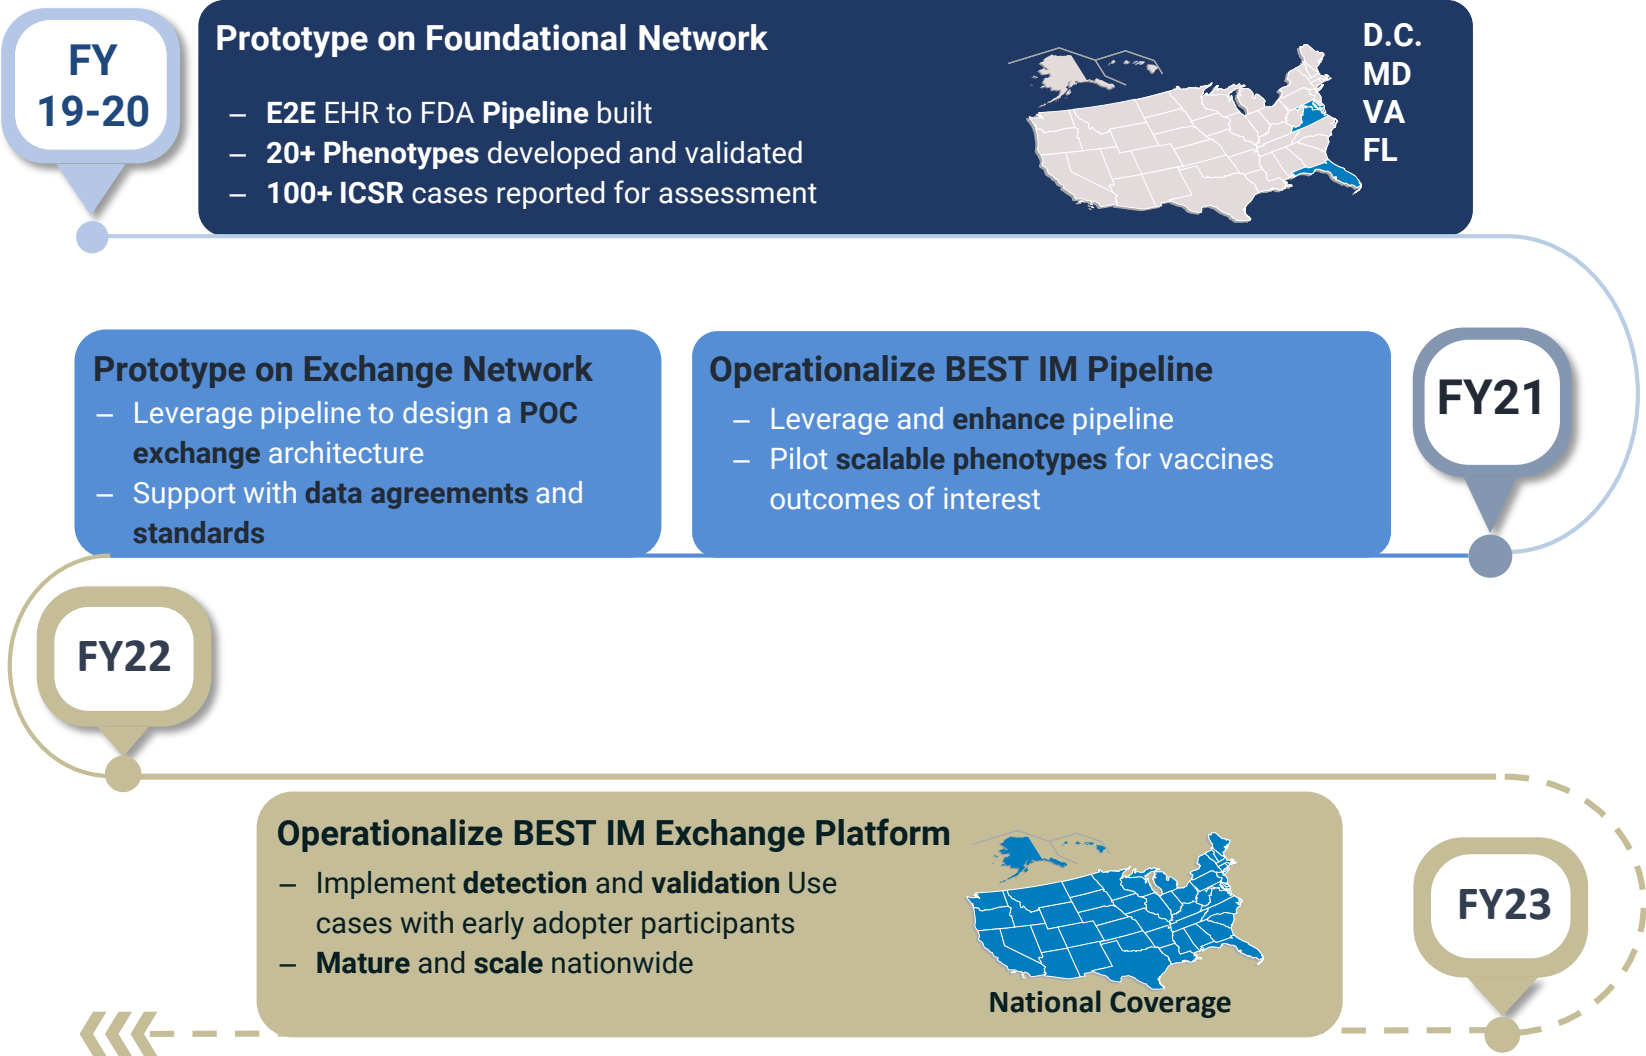 FY
19-20
Prototype on Foundational Network
– E2E EHR to FDA Pipeline built
– 20+ Phenotypes developed and validated
– 100+ ICSR cases reported for assessment
D.C.
MD
VA
FL
Prototype on Exchange Network
– Leverage pipeline to design a POC
exchange architecture
– Support with data agreements and
standards
Operationalize BEST IM Pipeline
– Leverage and enhance pipeline
– Pilot scalable phenotypes for vaccines
outcomes of interest
FY21
FY22
Operationalize BEST IM Exchange Platform
– Implement detection and validation Use
cases with early adopter participants
– Mature and scale nationwide
National Coverage
FY23